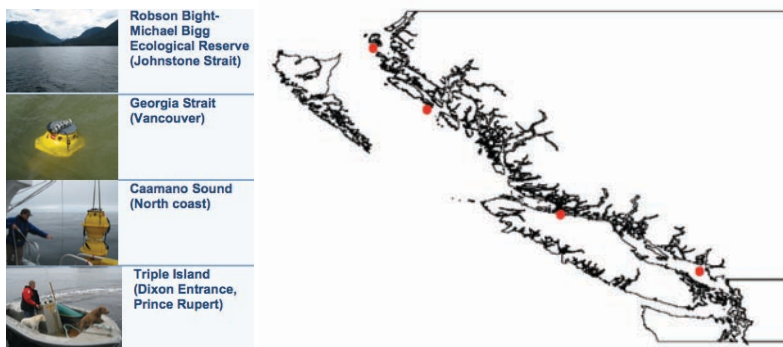 Robson Bight-
Michael Bigg
Ecological Reserve
(Johnstone Strait)
Georgia Strait
(Vancouver)
Caamano Sound
(North coast)
Triple Island
(Dixon Entrance,
Prince Rupert)